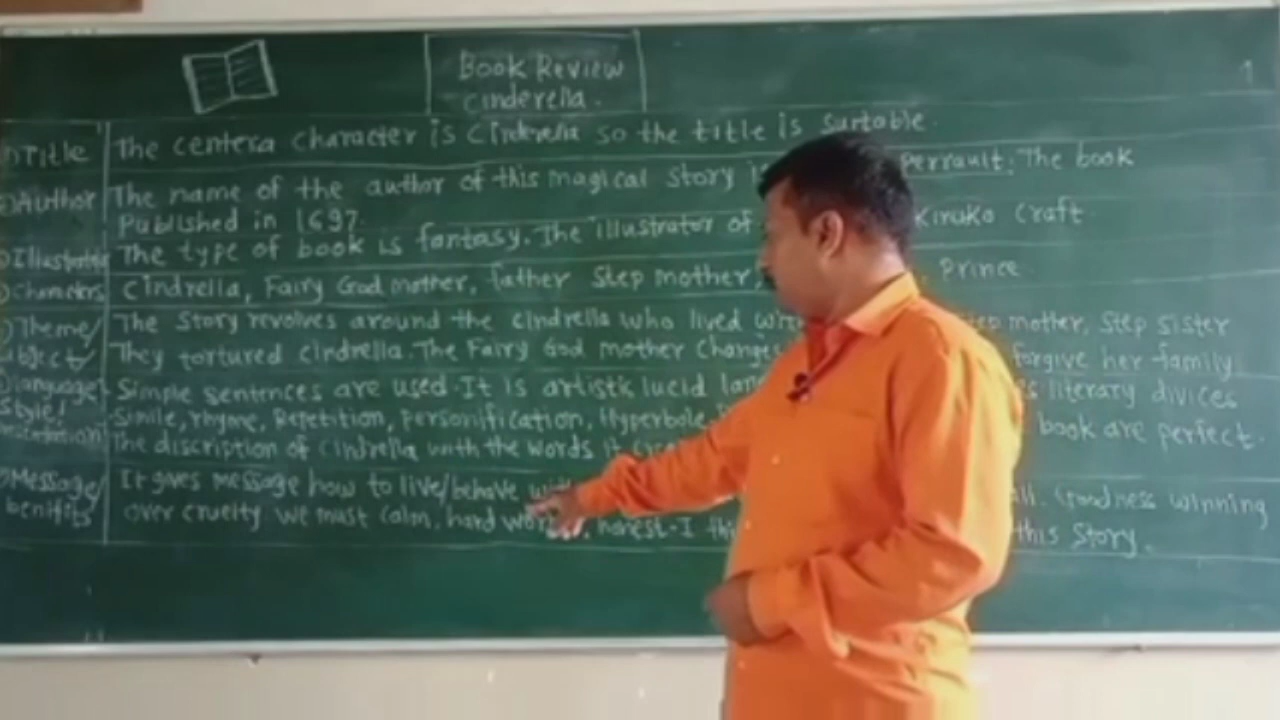 Book Review
cinderella.
1
Title The centera character is Cinderella so the title is suitable.
Author The name of the author of this magical story Perrault. The book
Published in 1697.
Illustrator The type of book is fantasy. The illustrator of Kinuko Craft
Characters Cindrella, Fairy God mother, father Step mother, Prince
Theme/ The Story revolves around the cindrella who lived mother, Step Sister
They tortured cindrella. The Fairy God mother changes forgive her family
language Simple sentences are used. It is artistic lucid literary divices
Style/ Simile, rhyme, Repetition, personification, Hyperbole book are perfect.
The discription of Cindrella with the words it
Message/ It gives message how to live/behave Goodness winning
benifits over cruelty. We must calm, hard honest. I this Story.